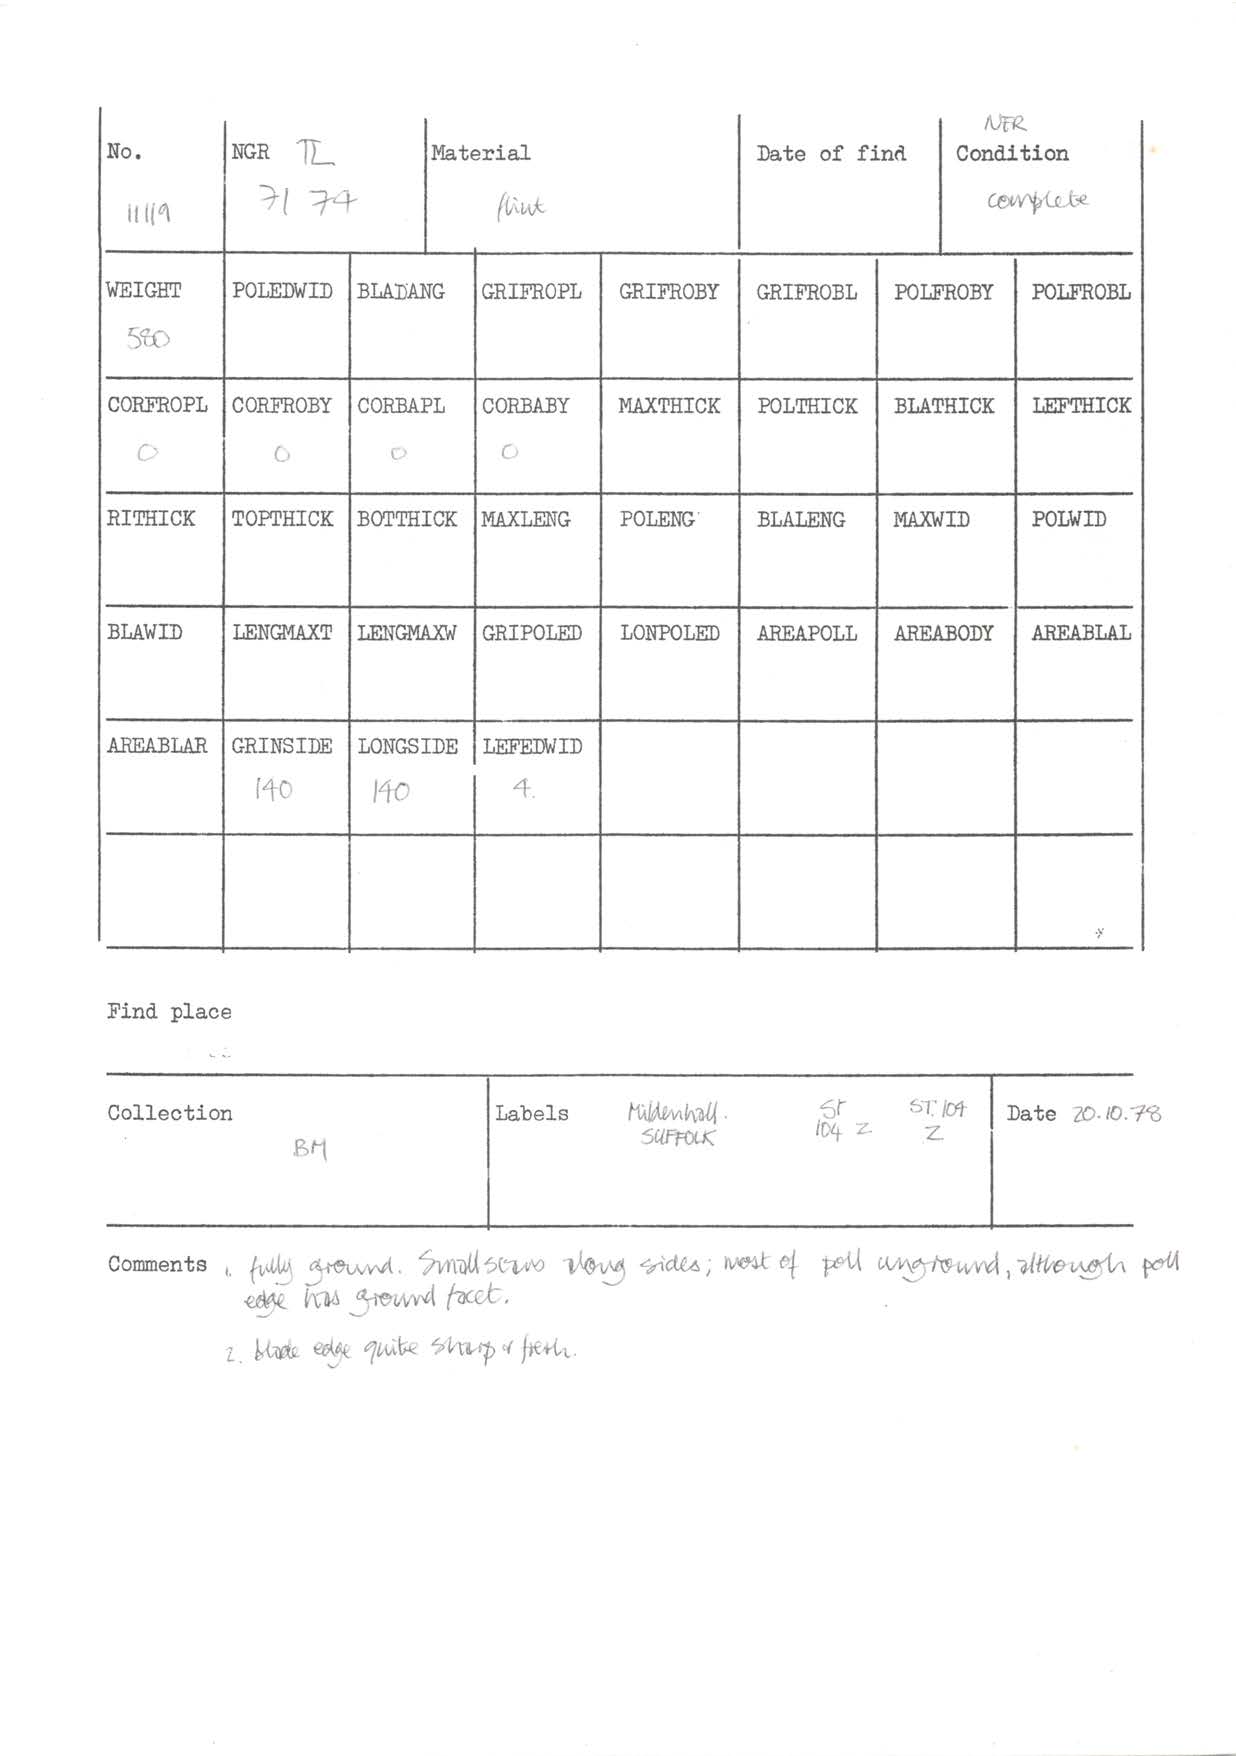 NFR
No. NGR TL Material Date of find Condition
11119 71 74 flint complete
WEIGHT POLEDWID BLADANG GRIFROPL GRIFROBY GRIFROBL POLFROBY POLFROBL
580
CORFROPL CORFROBY CORBAPL CORBABY MAXTHICK POLTHICK BLATHICK LEFTHICK
0 0 0 0
RITHICK TOPTHICK BOTTHICK MAXLENG POLENG BLALENG MAXWID POLWID
BLAWID LENGMAXT LENGMAXW GRIPOLED LONPOLED AREAPOLL AREABODY AREABLAL
AREABLAR GRINSIDE LONGSIDE LEFEDWID
140 140 4.
Find place
Collection Labels Mildenhall. St ST.104 Date 20.10.78
BM SUFFOLK 104 Z Z
Comments 1. fully ground. Small scars along sides; most of poll unground, although poll
edge has ground facet.
2. blade edge quite sharp & fresh.